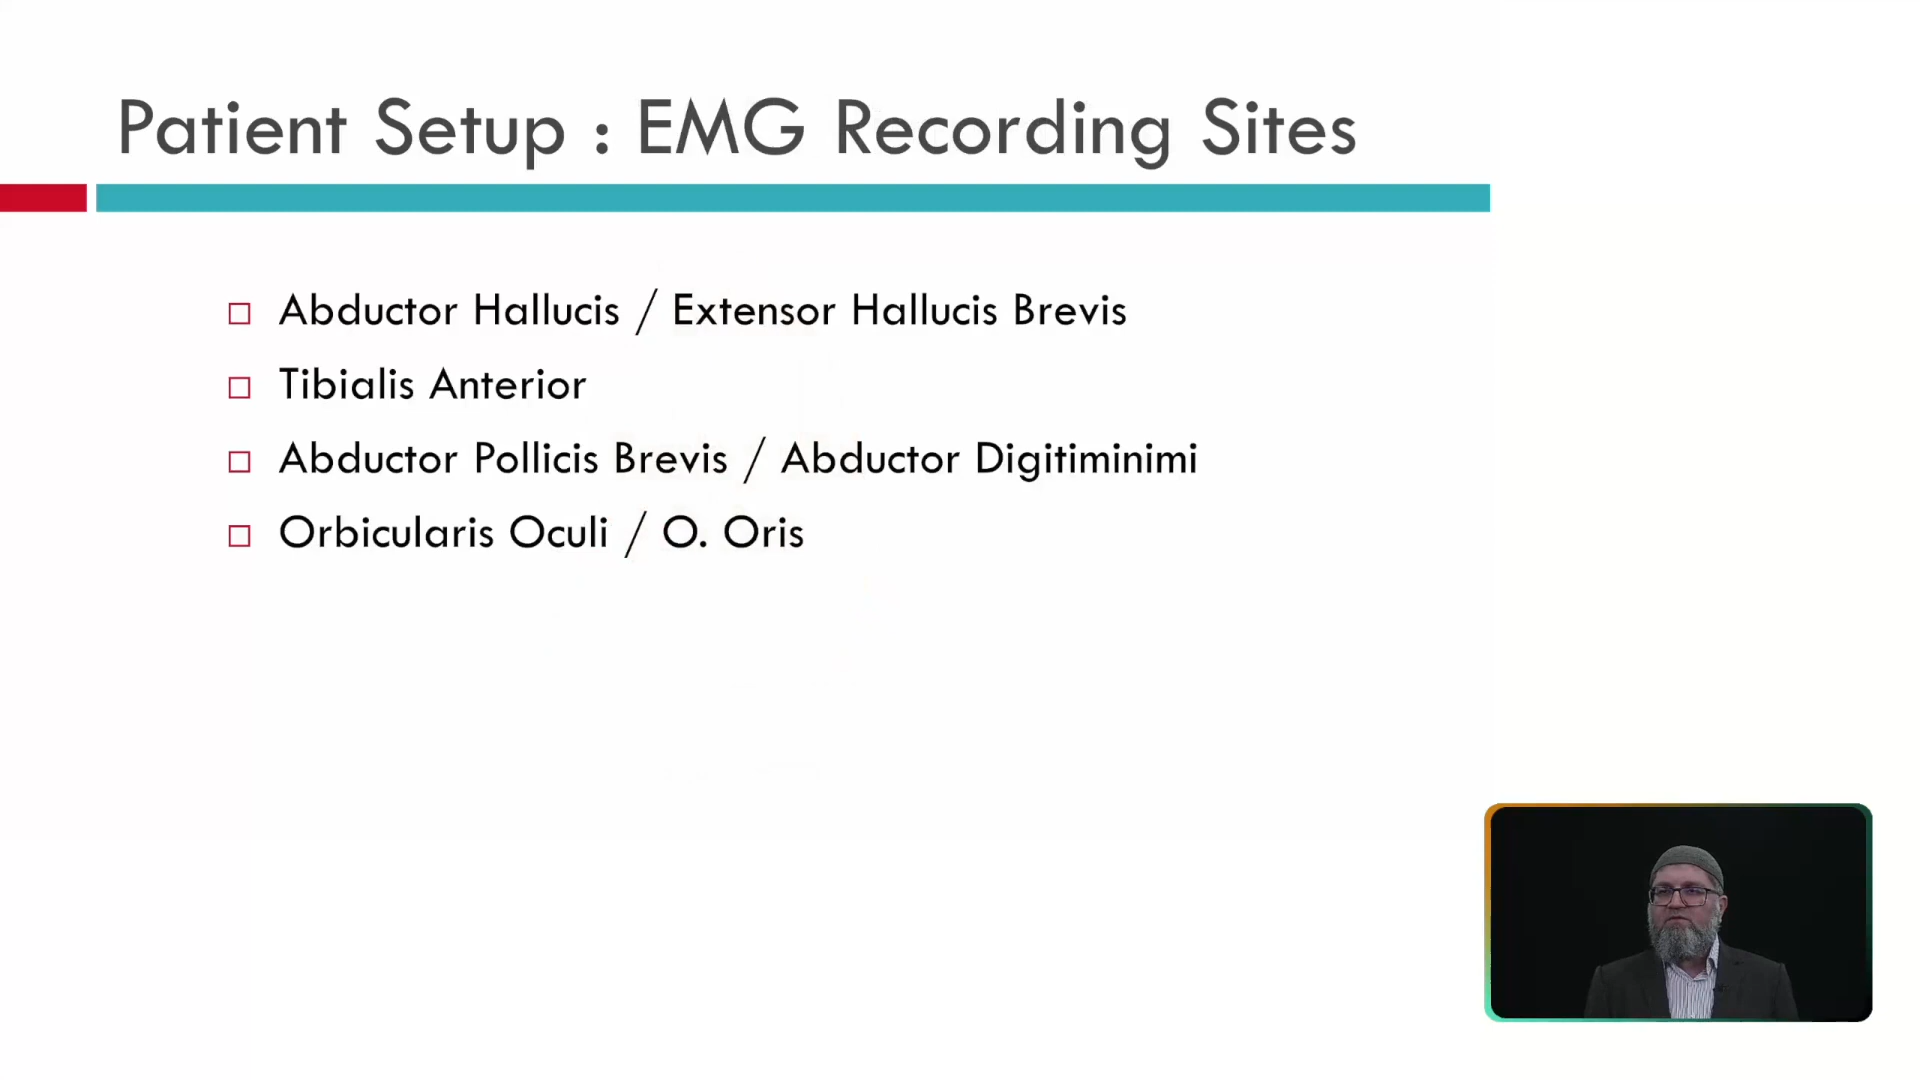 Patient Setup : EMG Recording Sites
Abductor Hallucis / Extensor Hallucis Brevis
Tibialis Anterior
Abductor Pollicis Brevis / Abductor Digitiminimi
Orbicularis Oculi / O. Oris